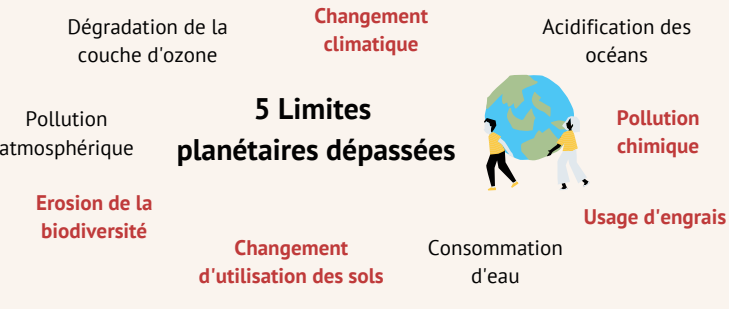 Dégradation de la
couche d'ozone
Changement
climatique
Acidification des
océans
5 Limites
planétaires dépassées
Pollution
atmosphérique
Pollution
chimique
Erosion de la
biodiversité
Usage d'engrais
Changement
d'utilisation des sols
Consommation
d'eau